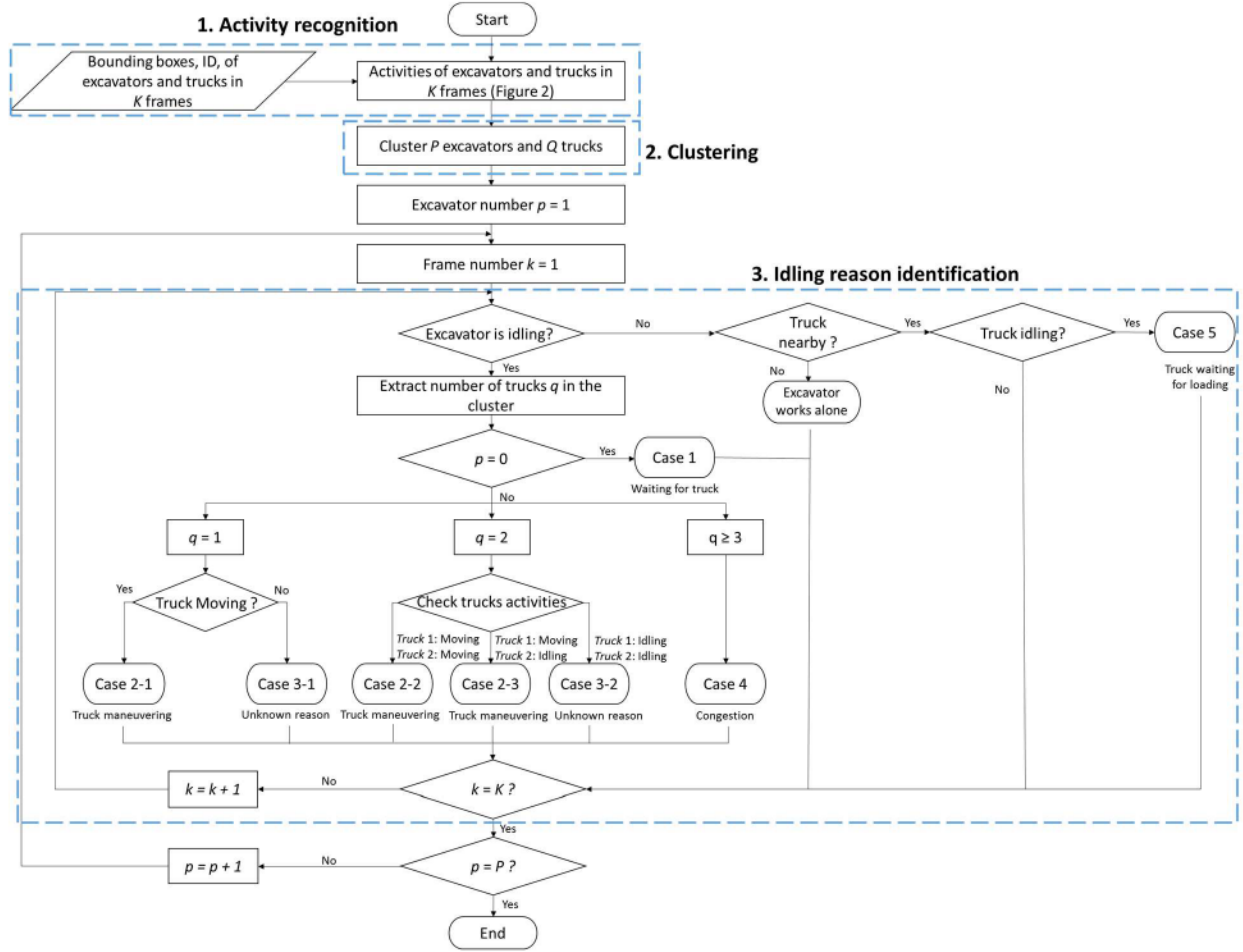 1. Activity recognition
Start
Bounding boxes, ID, of
excavators and trucks in
K frames
Activities of excavators and trucks in
K frames (Figure 2)
Cluster P excavators and Q trucks
2. Clustering
Excavator number p = 1
Frame number k = 1
3. Idling reason identification
Excavator is idling?
No
Truck
nearby ?
Yes
Truck idling?
Yes
Case 5
Truck waiting
for loading
Yes
No
No
Extract number of trucks q in the
cluster
Excavator
works alone
p = 0
Yes
Case 1
Waiting for truck
No
q = 1
q = 2
q ≥ 3
Yes
Truck Moving ?
No
Check trucks activities
Truck 1: Moving
Truck 2: Moving
Truck 1: Moving
Truck 2: Idling
Truck 1: Idling
Truck 2: Idling
Case 2-1
Truck maneuvering
Case 3-1
Unknown reason
Case 2-2
Truck maneuvering
Case 2-3
Truck maneuvering
Case 3-2
Unknown reason
Case 4
Congestion
k = k + 1
No
k = K ?
Yes
p = p + 1
No
p = P ?
Yes
End